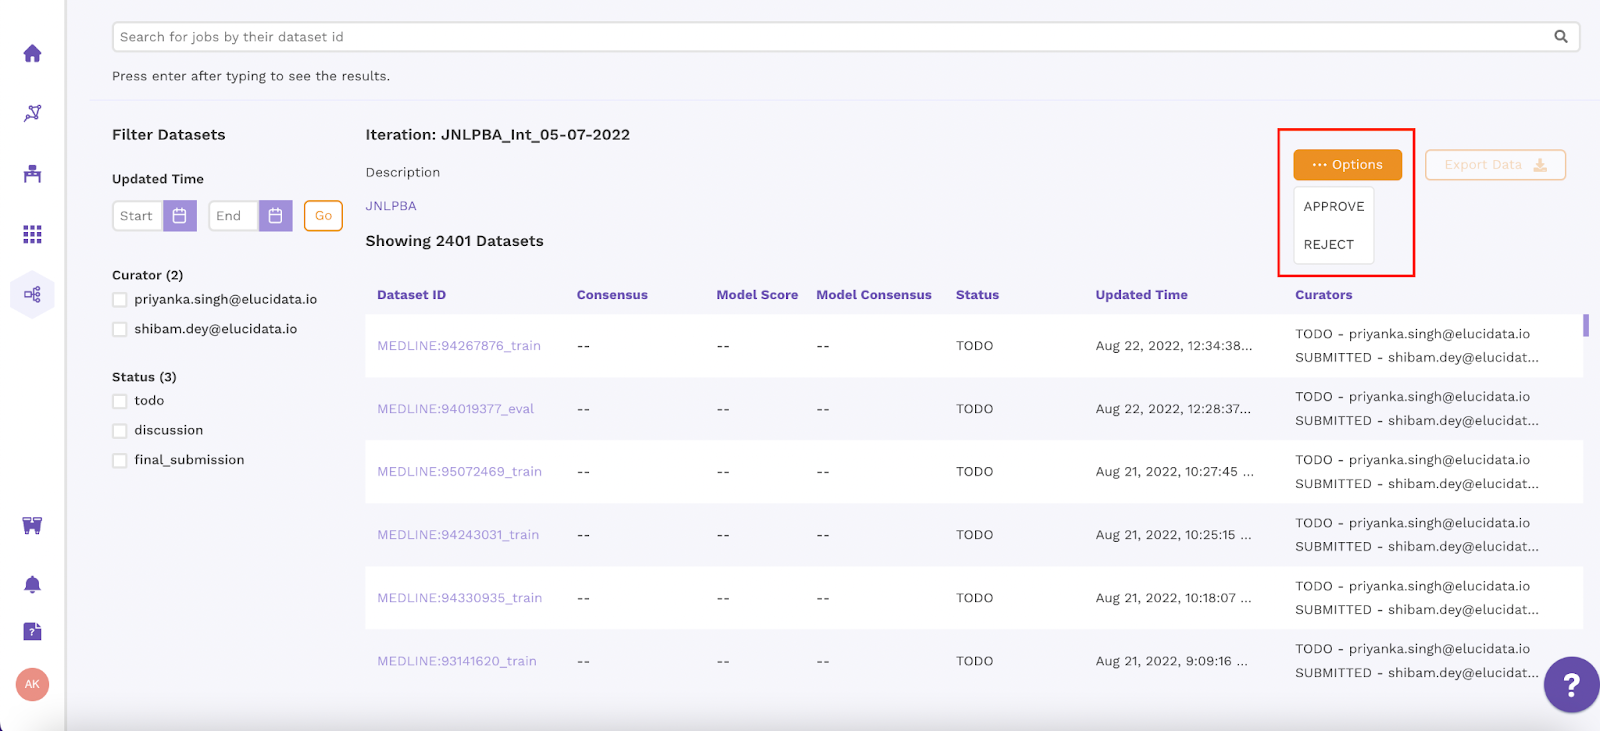 Search for jobs by their dataset id
Press enter after typing to see the results.
Filter Datasets
Updated Time
Start End Go
Curator (2)
priyanka.singh@elucidata.io
shibam.dey@elucidata.io
Status (3)
todo
discussion
final_submission
Iteration: JNLPBA_Int_05-07-2022
Description
JNLPBA
Showing 2401 Datasets
··· Options
APPROVE
REJECT
Export Data
Dataset ID Consensus Model Score Model Consensus Status Updated Time Curators
MEDLINE:94267876_train -- -- -- TODO Aug 22, 2022, 12:34:38... TODO - priyanka.singh@elucidata.io
SUBMITTED - shibam.dey@elucidat...
MEDLINE:94019377_eval -- -- -- TODO Aug 22, 2022, 12:28:37... TODO - priyanka.singh@elucidata.io
SUBMITTED - shibam.dey@elucidat...
MEDLINE:95072469_train -- -- -- TODO Aug 21, 2022, 10:27:45 ... TODO - priyanka.singh@elucidata.io
SUBMITTED - shibam.dey@elucidat...
MEDLINE:94243031_train -- -- -- TODO Aug 21, 2022, 10:25:15 ... TODO - priyanka.singh@elucidata.io
SUBMITTED - shibam.dey@elucidat...
MEDLINE:94330935_train -- -- -- TODO Aug 21, 2022, 10:18:07 ... TODO - priyanka.singh@elucidata.io
SUBMITTED - shibam.dey@elucidat...
MEDLINE:93141620_train -- -- -- TODO Aug 21, 2022, 9:09:16 ... TODO - priyanka.singh@elucidata.io
SUBMITTED - shibam.dey@elucidat...
?
AK
?